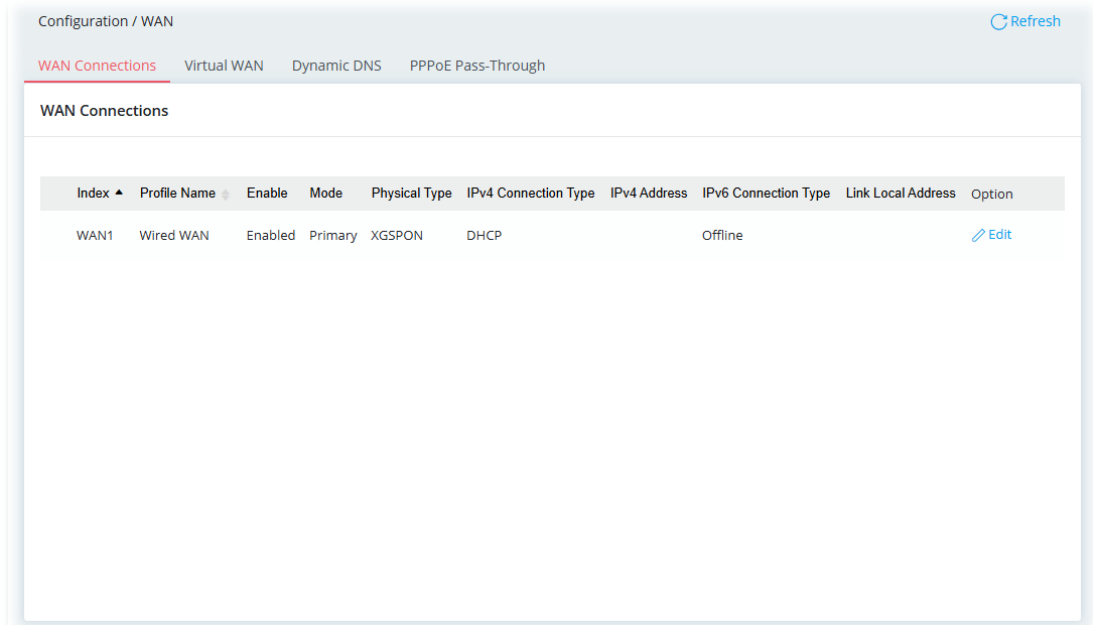 Configuration / WAN
Refresh
WAN Connections Virtual WAN Dynamic DNS PPPoE Pass-Through
WAN Connections
Index Profile Name Enable Mode Physical Type IPv4 Connection Type IPv4 Address IPv6 Connection Type Link Local Address Option
WAN1 Wired WAN Enabled Primary XGSPON DHCP Offline Edit